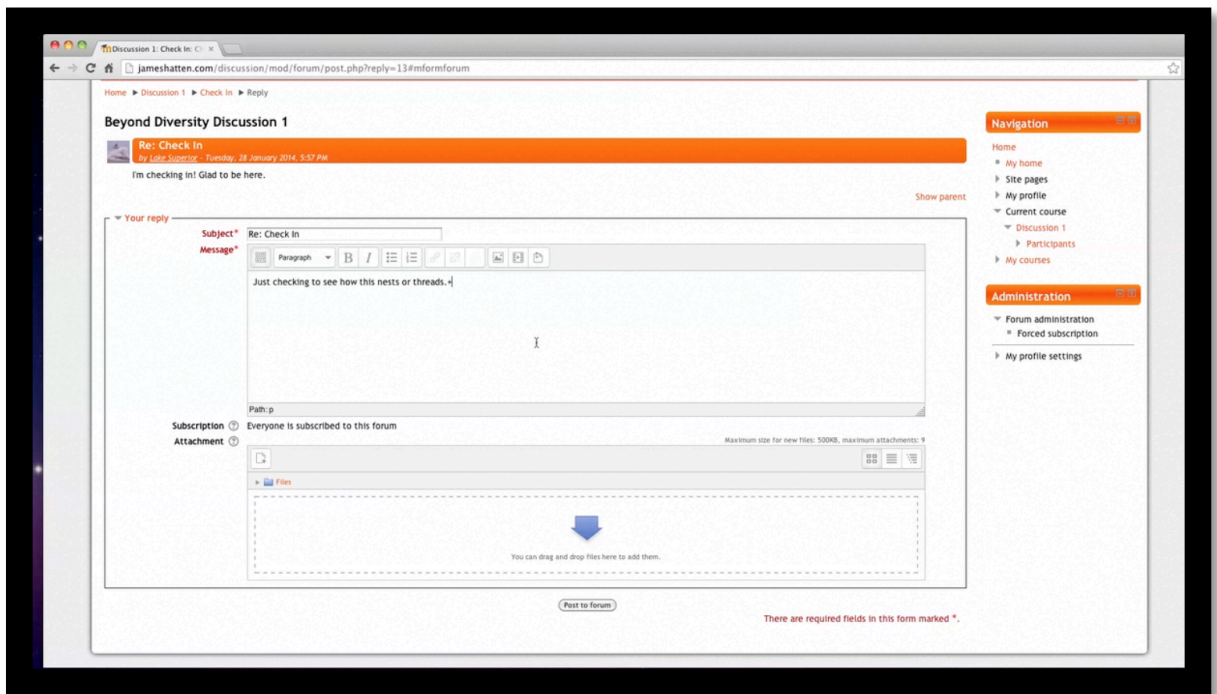 Discussion 1: Check In: Ch
jameshatten.com/discussion/mod/forum/post.php?reply=13#mformforum
Home ▶ Discussion 1 ▶ Check In ▶ Reply
Beyond Diversity Discussion 1
Re: Check In
by Lake Superior - Tuesday, 28 January 2014, 5:57 PM
I'm checking in! Glad to be here.
Show parent
Your reply
Subject* Re: Check In
Message*
Paragraph B I
Just checking to see how this nests or threads.+
Path: p
Subscription Everyone is subscribed to this forum
Attachment Maximum size for new files: 500KB, maximum attachments: 9
Files
You can drag and drop files here to add them.
Post to forum
There are required fields in this form marked *.
Navigation
Home
My home
Site pages
My profile
Current course
Discussion 1
Participants
My courses
Administration
Forum administration
Forced subscription
My profile settings